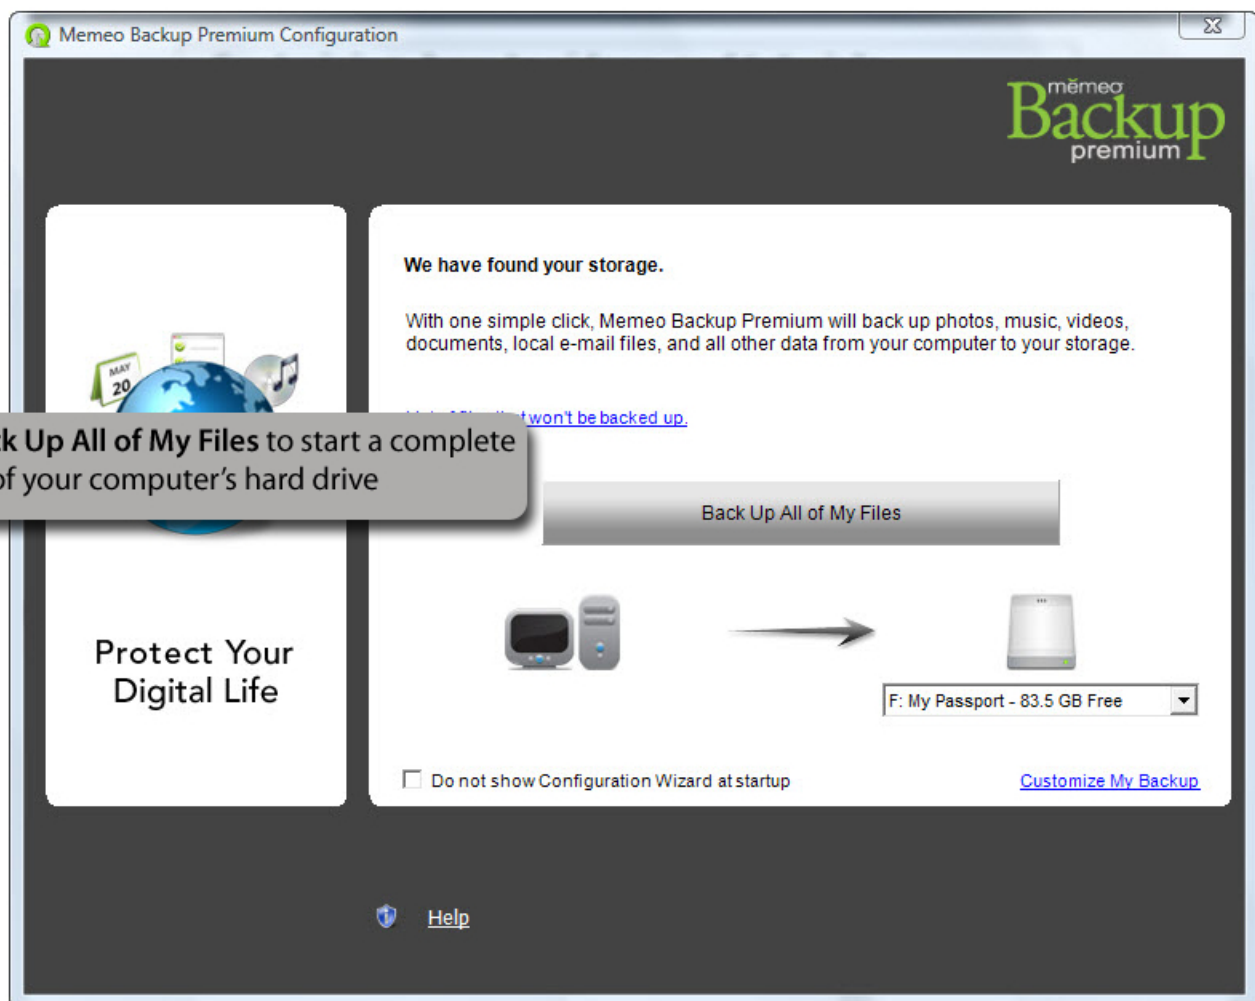 Memeo Backup Premium Configuration
mĕmeo
Backup
premium
We have found your storage.
With one simple click, Memeo Backup Premium will back up photos, music, videos,
documents, local e-mail files, and all other data from your computer to your storage.
MAY
20
won't be backed up.
Up All of My Files to start a complete
of your computer's hard drive
Back Up All of My Files
Protect Your
Digital Life
F: My Passport - 83.5 GB Free
Do not show Configuration Wizard at startup
Customize My Backup
Help